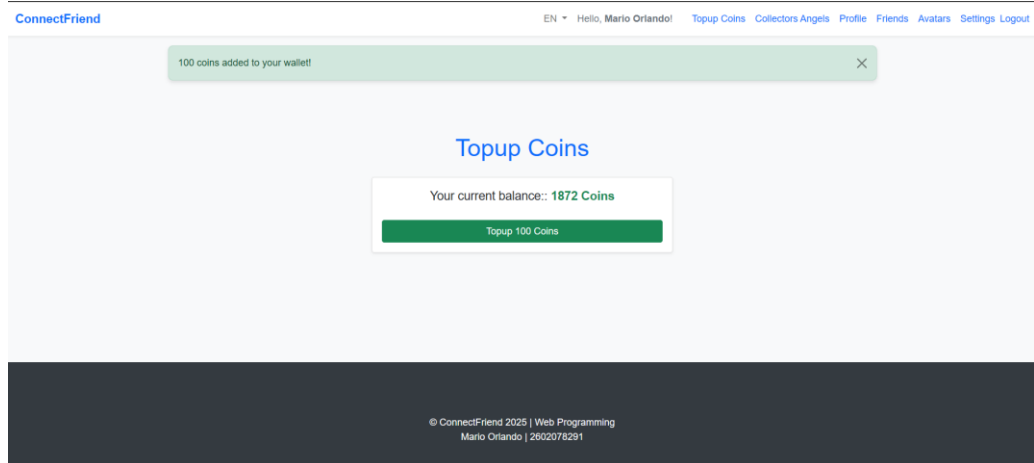 ConnectFriend EN Hello, Mario Orlando! Topup Coins Collectors Angels Profile Friends Avatars Settings Logout
100 coins added to your wallet!
Topup Coins
Your current balance:: 1872 Coins
Topup 100 Coins
© ConnectFriend 2025 | Web Programming
Mario Orlando | 2602078291